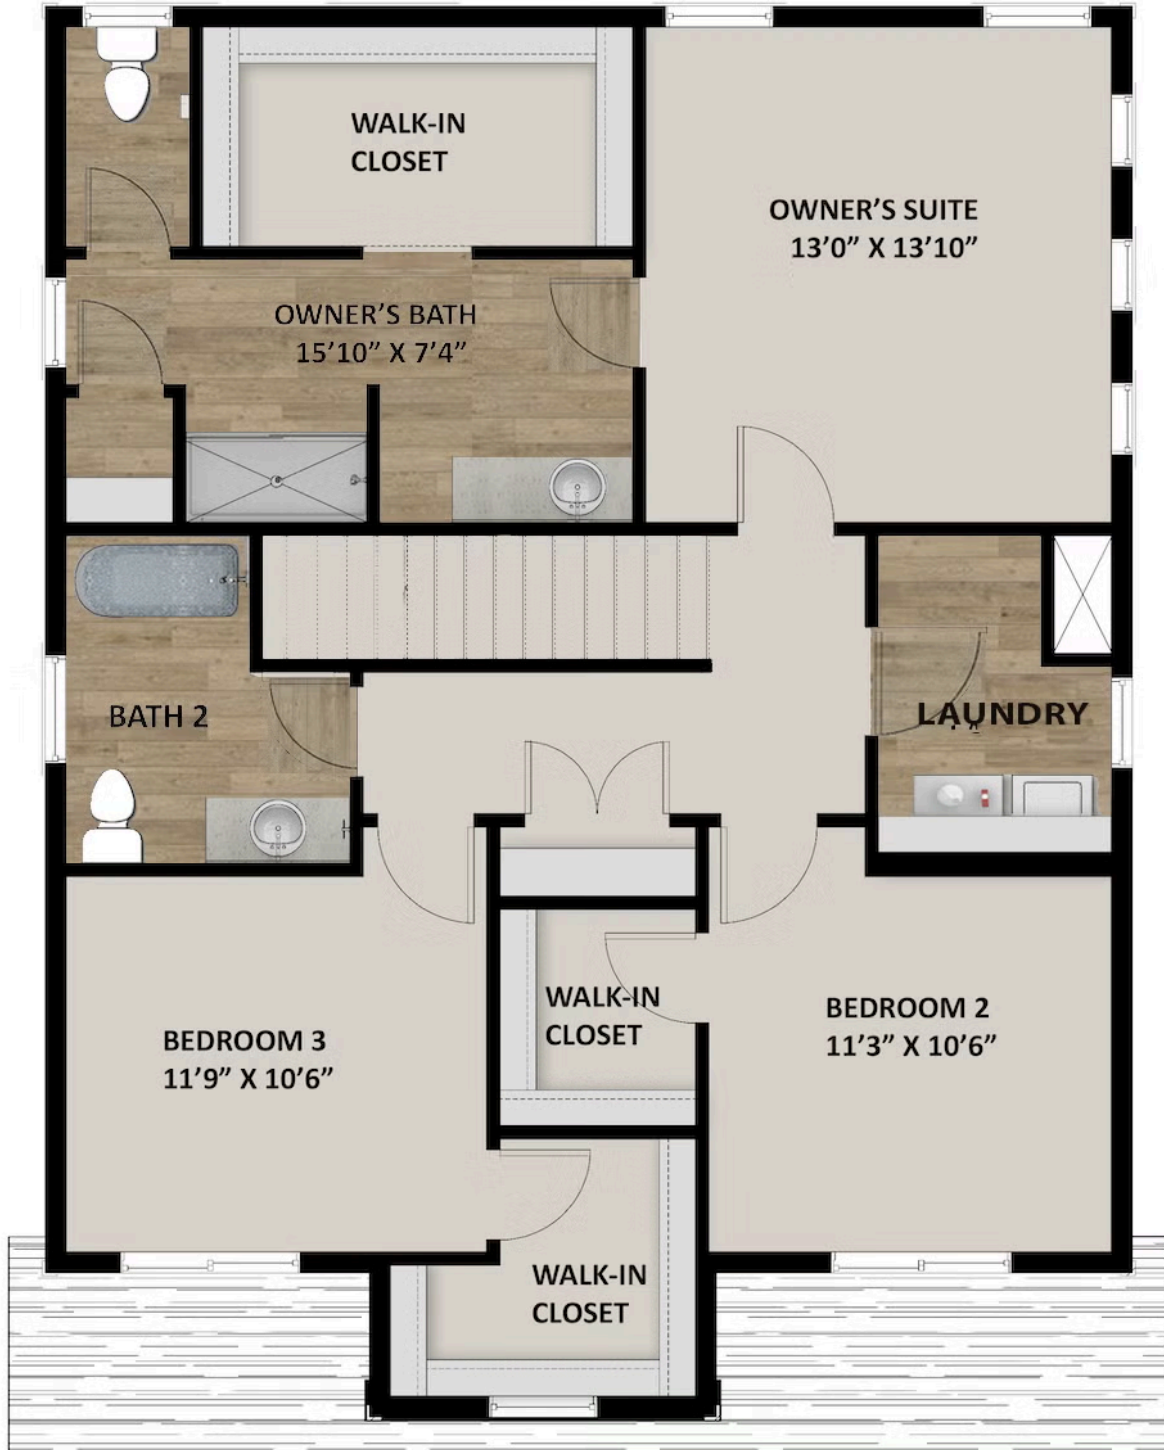 WALK-IN
CLOSET
OWNER’S SUITE
13’0” X 13’10”
OWNER’S BATH
15’10” X 7’4”
BATH 2
LAUNDRY
WALK-IN
CLOSET
BEDROOM 2
11’3” X 10’6”
BEDROOM 3
11’9” X 10’6”
WALK-IN
CLOSET